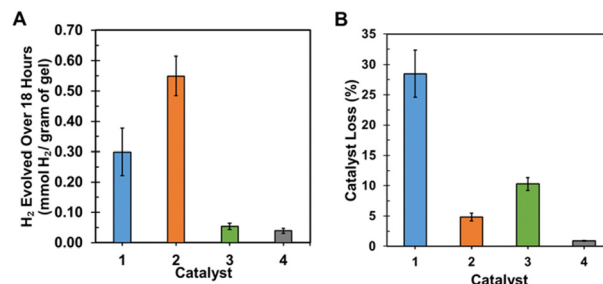 A
H₂ Evolved Over 18 Hours
(mmol H₂/ gram of gel)
0.70
0.60
0.50
0.40
0.30
0.20
0.10
0.00
1 2 3 4
Catalyst
B
Catalyst Loss (%)
35
30
25
20
15
10
5
0
1 2 3 4
Catalyst